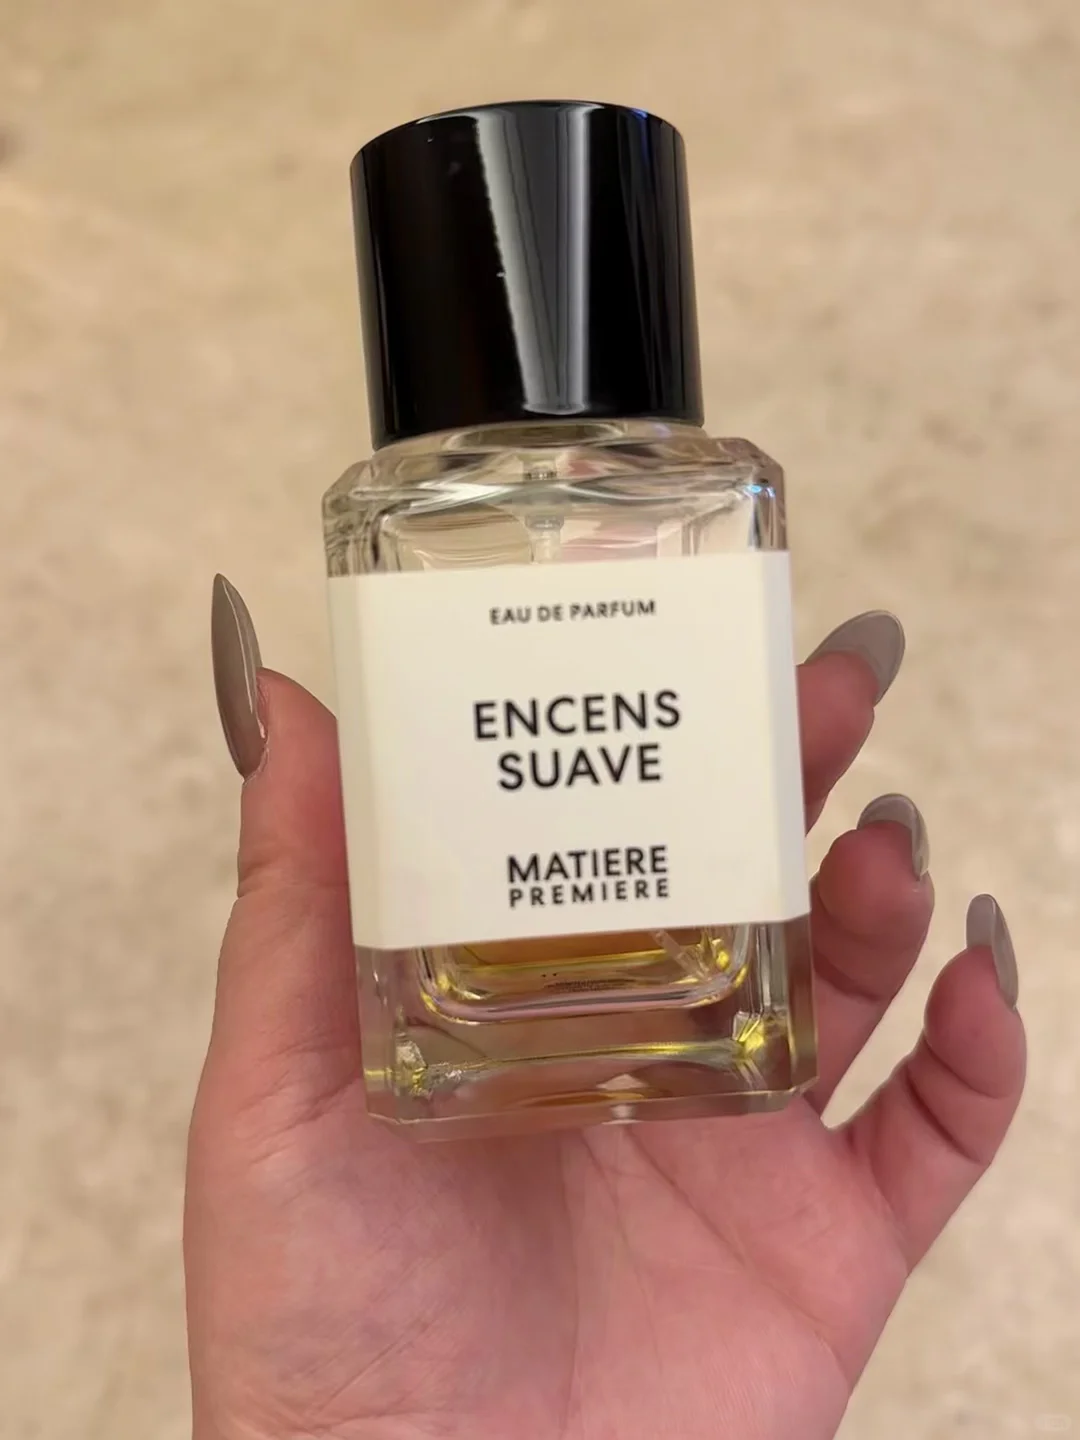 EAU DE PARFUM
ENCENS
SUAVE
MATIERE
PREMIERE